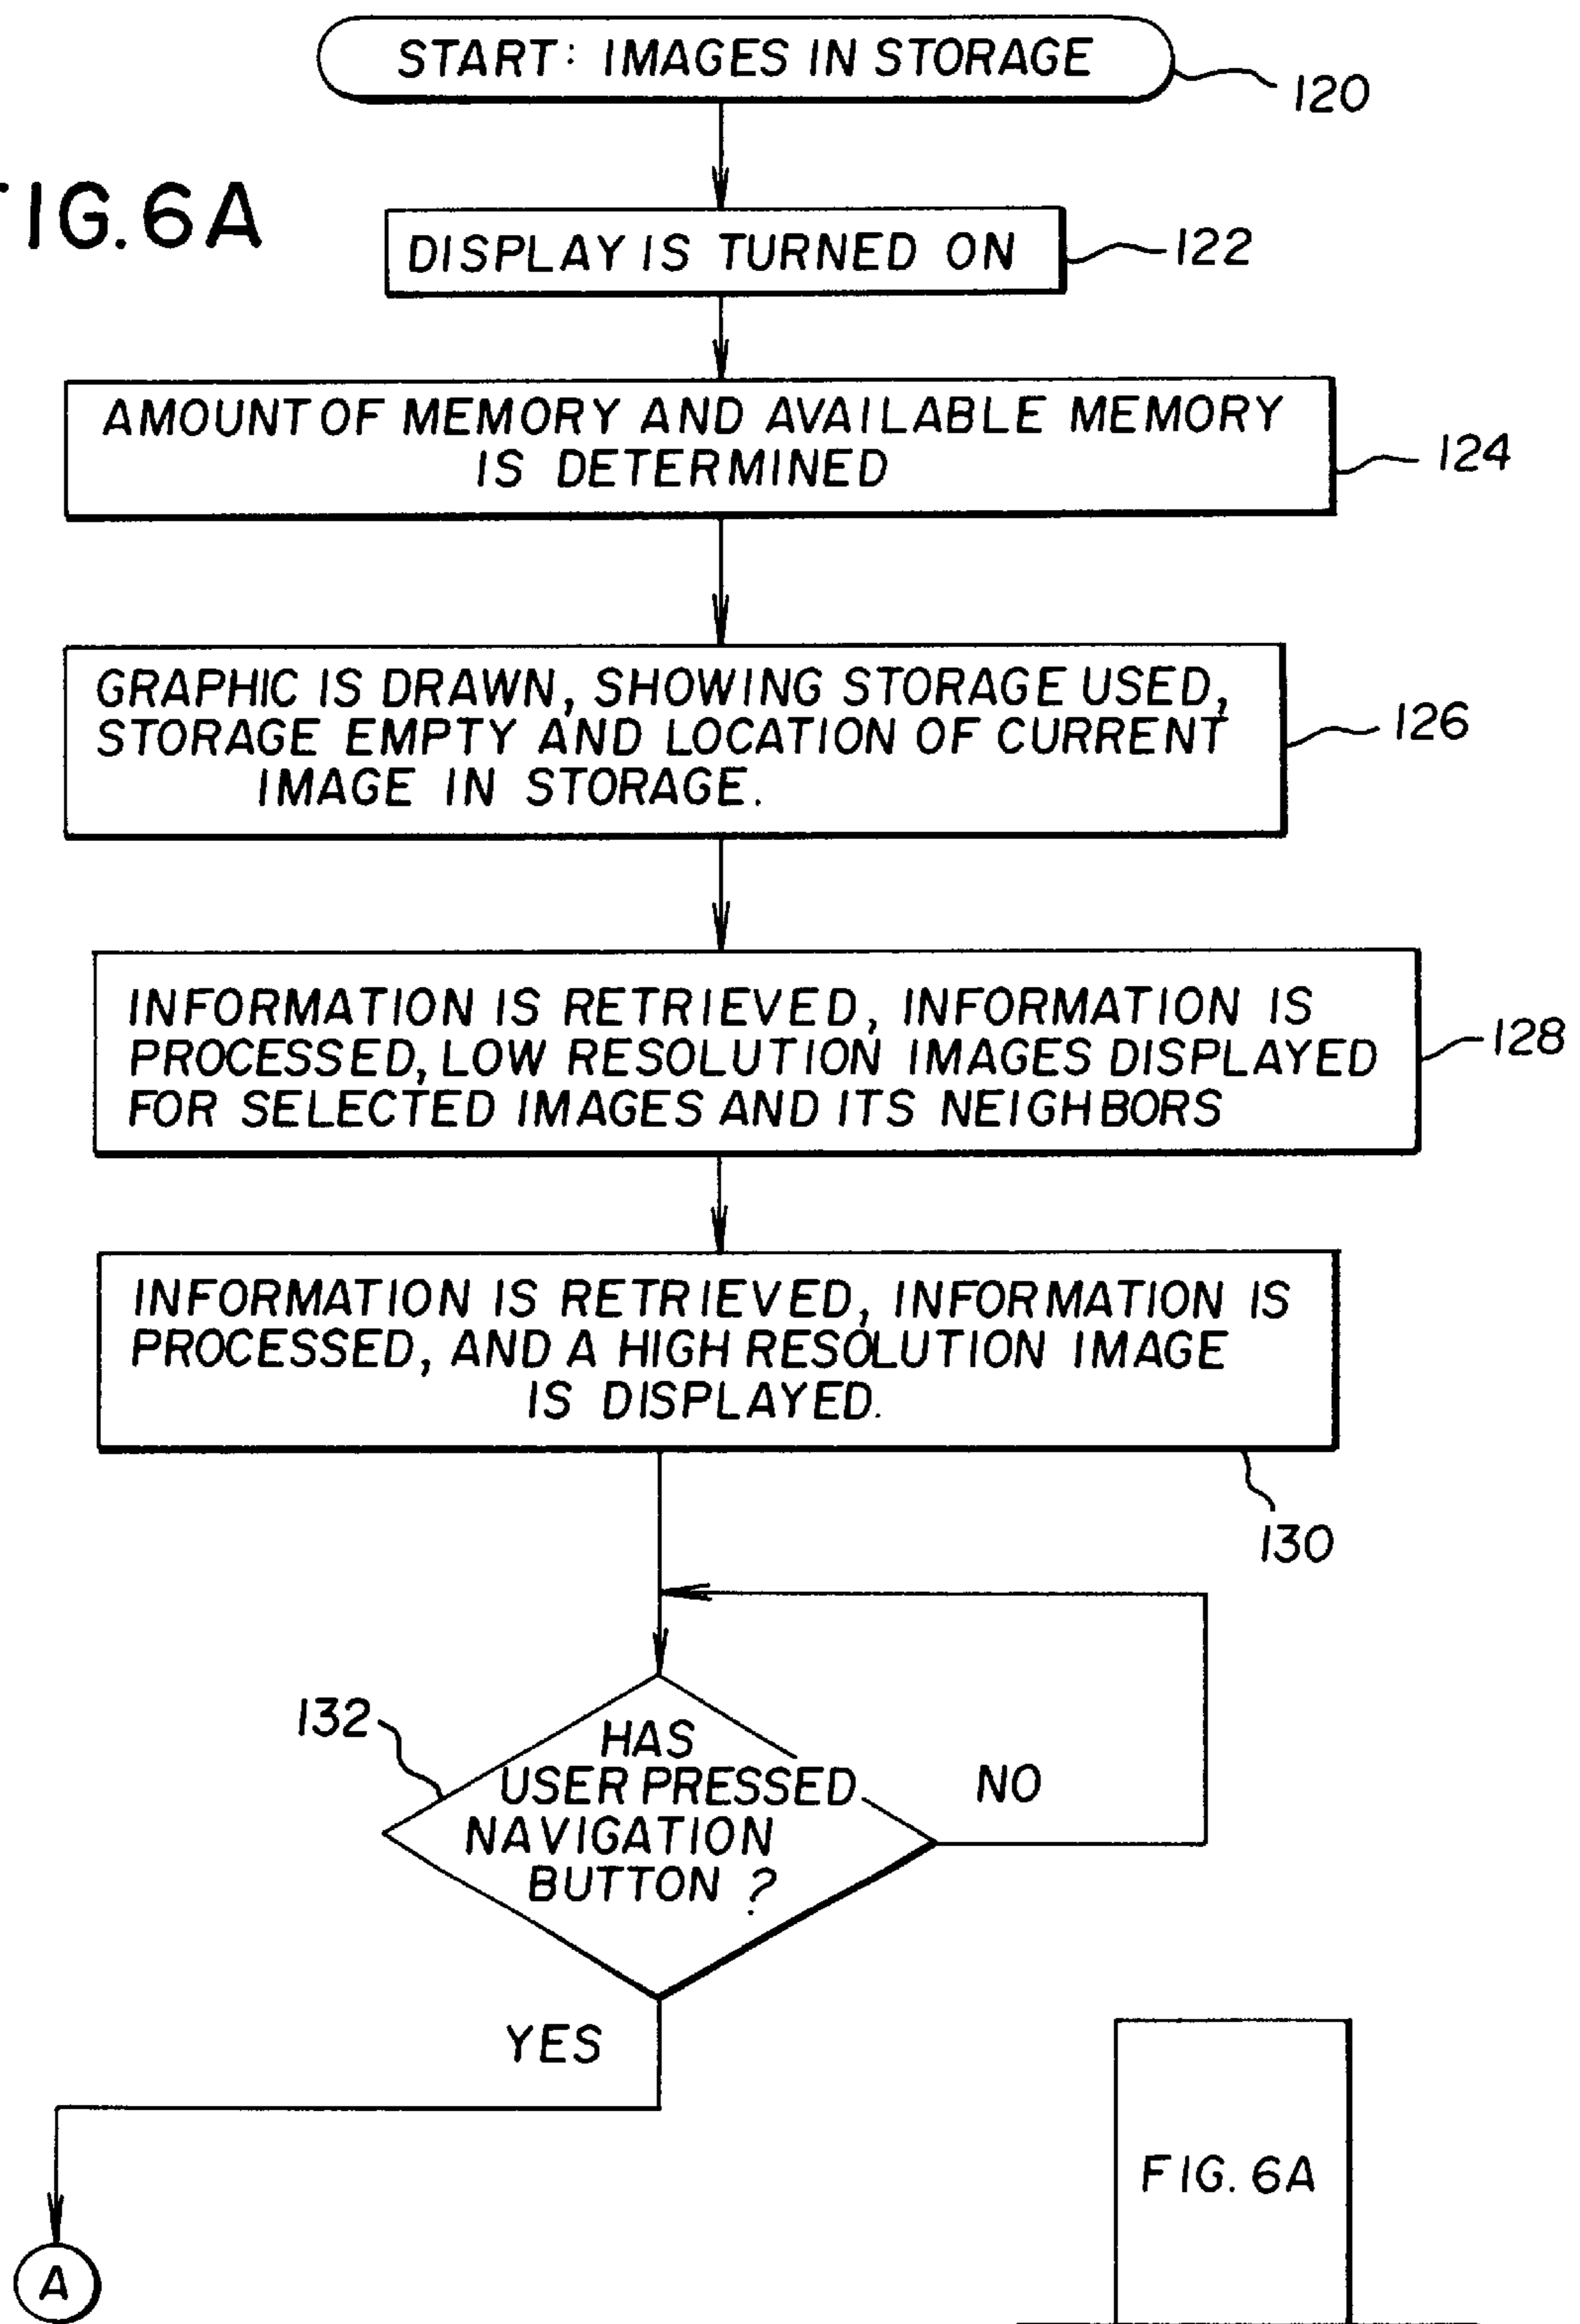 START: IMAGES IN STORAGE
120
FIG. 6A
DISPLAY IS TURNED ON
122
AMOUNT OF MEMORY AND AVAILABLE MEMORY
IS DETERMINED
124
GRAPHIC IS DRAWN, SHOWING STORAGE USED,
STORAGE EMPTY AND LOCATION OF CURRENT
IMAGE IN STORAGE.
126
INFORMATION IS RETRIEVED, INFORMATION IS
PROCESSED, LOW RESOLUTION IMAGES DISPLAYED
FOR SELECTED IMAGES AND ITS NEIGHBORS
128
INFORMATION IS RETRIEVED, INFORMATION IS
PROCESSED, AND A HIGH RESOLUTION IMAGE
IS DISPLAYED.
130
132
HAS
USER PRESSED
NAVIGATION
BUTTON ?
NO
YES
FIG. 6A
A